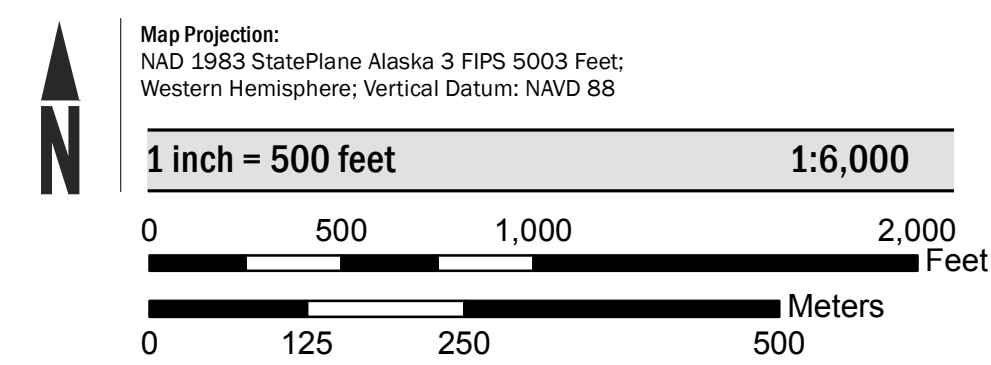 Map Projection:
NAD 1983 StatePlane Alaska 3 FIPS 5003 Feet;
Western Hemisphere; Vertical Datum: NAVD 88
N
1 inch = 500 feet 1:6,000
0 500 1,000 2,000
Feet
Meters
0 125 250 500